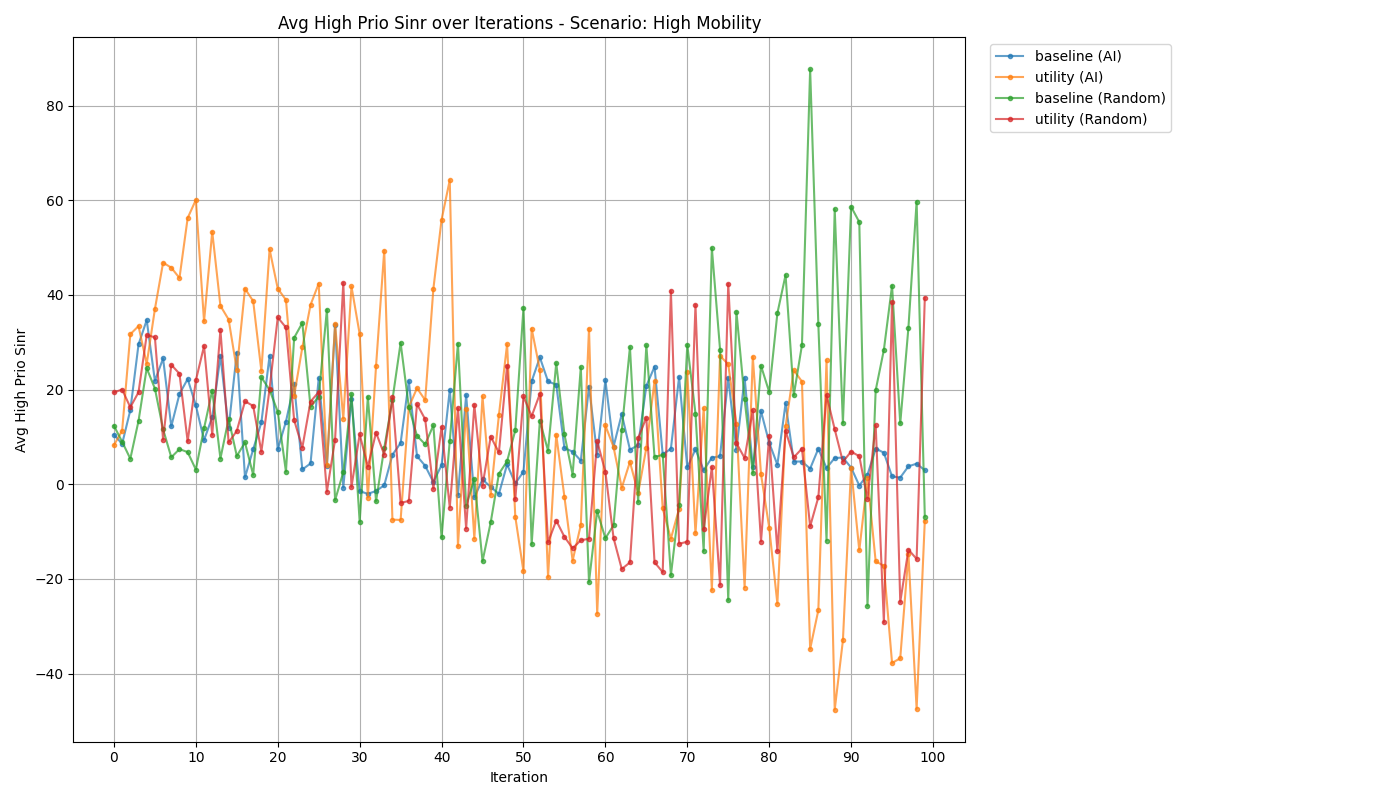 Avg High Prio Sinr over Iterations - Scenario: High Mobility
baseline (AI)
utility (AI)
baseline (Random)
utility (Random)
Avg High Prio Sinr
80
60
40
20
0
−20
−40
0 10 20 30 40 50 60 70 80 90 100
Iteration